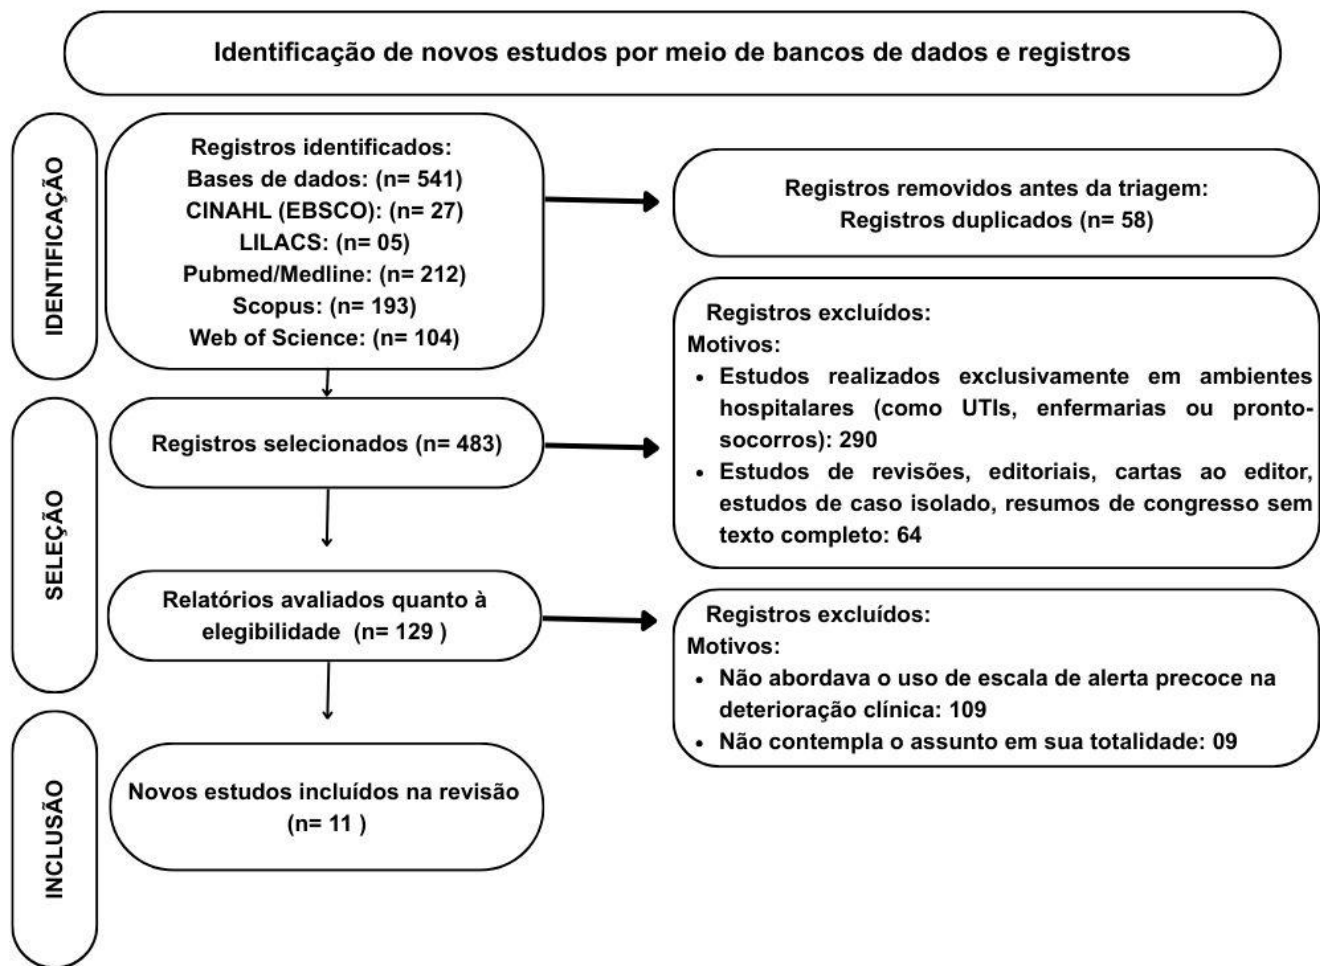 Identificação de novos estudos por meio de bancos de dados e registros
IDENTIFICAÇÃO
Registros identificados:
Bases de dados: (n= 541)
CINAHL (EBSCO): (n= 27)
LILACS: (n= 05)
Pubmed/Medline: (n= 212)
Scopus: (n= 193)
Web of Science: (n= 104)
Registros removidos antes da triagem:
Registros duplicados (n= 58)
SELEÇÃO
Registros selecionados (n= 483)
Registros excluídos:
Motivos:
• Estudos realizados exclusivamente em ambientes
hospitalares (como UTIs, enfermarias ou pronto-
socorros): 290
• Estudos de revisões, editoriais, cartas ao editor,
estudos de caso isolado, resumos de congresso sem
texto completo: 64
Relatórios avaliados quanto à
elegibilidade (n= 129 )
Registros excluídos:
Motivos:
• Não abordava o uso de escala de alerta precoce na
deterioração clínica: 109
• Não contempla o assunto em sua totalidade: 09
INCLUSÃO
Novos estudos incluídos na revisão
(n= 11 )